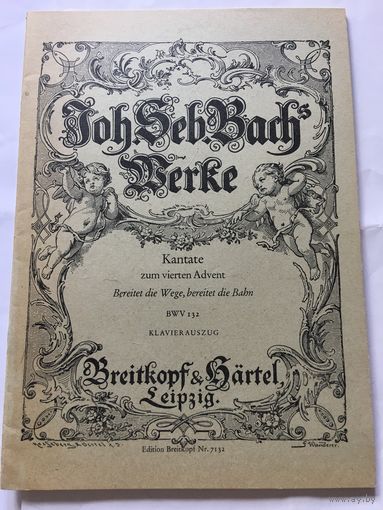 Joh. Seb. Bachs
Werke
Kantate
zum vierten Advent
Bereitet die Wege, bereitet die Bahn
BWV 132
KLAVIERAUSZUG
Breitkopf & Härtel,
Leipzig.
Edition Breitkopf Nr. 7132